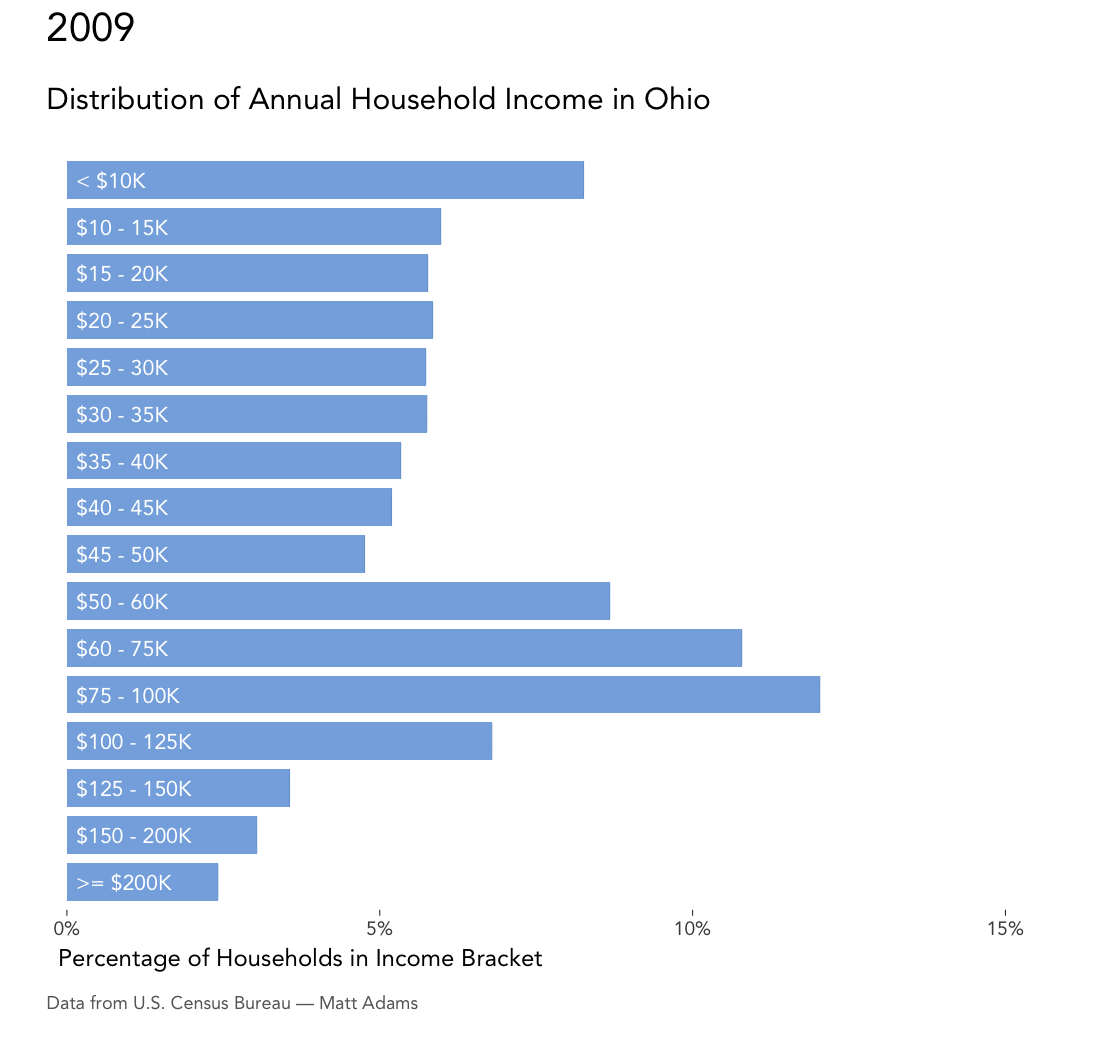 2009
Distribution of Annual Household Income in Ohio
< $10K
$10 - 15K
$15 - 20K
$20 - 25K
$25 - 30K
$30 - 35K
$35 - 40K
$40 - 45K
$45 - 50K
$50 - 60K
$60 - 75K
$75 - 100K
$100 - 125K
$125 - 150K
$150 - 200K
>= $200K
0% 5% 10% 15%
Percentage of Households in Income Bracket
Data from U.S. Census Bureau — Matt Adams